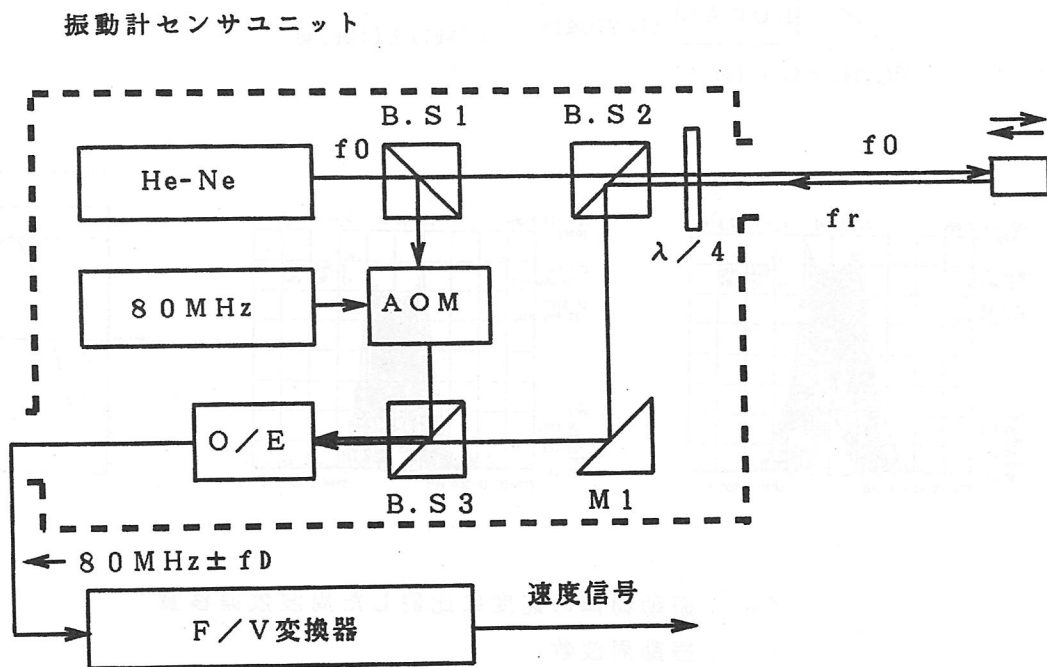 振動計センサユニット
B.S1
B.S2
He-Ne
f0
f0
fr
λ/4
80MHz
AOM
O/E
B.S3
M1
80MHz±fD
F/V変換器
速度信号